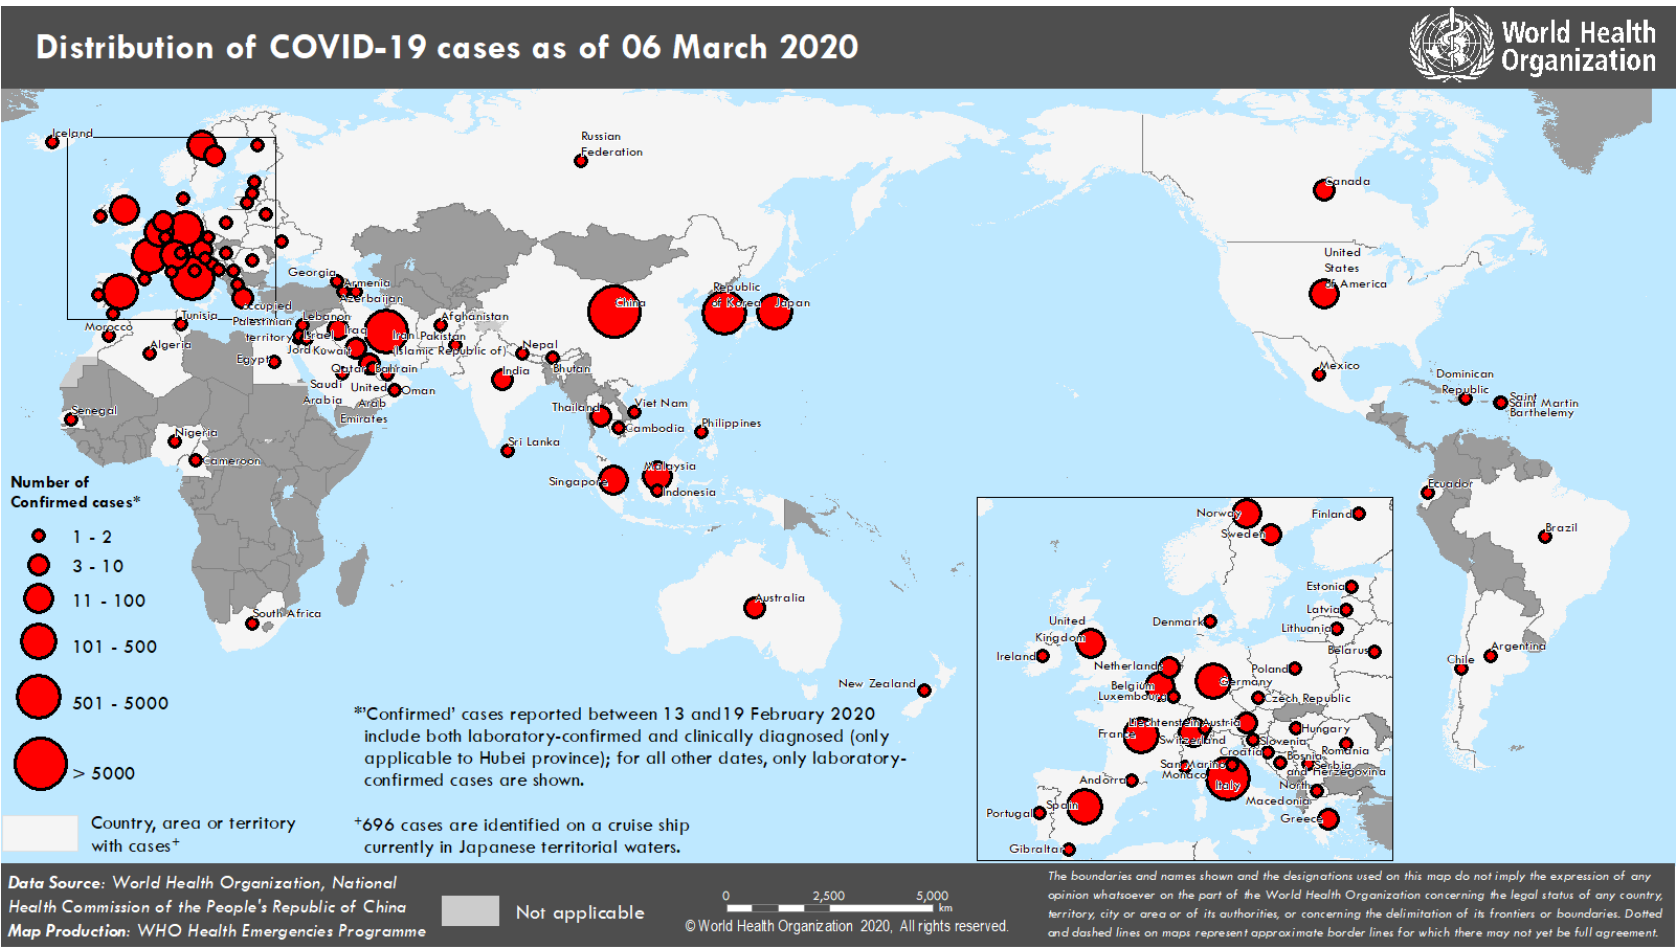 Distribution of COVID-19 cases as of 06 March 2020
World Health
Organization
Iceland
Russian
Federation
Canada
United
States
of America
Georgia
Armenia
Azerbaijan
China
Republic
of Korea
Japan
occupied
Palestinian
territory
Tunisia
Lebanon
Israel
Iraq
Iran
(Islamic Republic of)
Pakistan
Afghanistan
Morocco
Algeria
Egypt
Jord
Kuwait
Qatar
Bahrain
Saudi
Arabia
United
Arab
Emirates
Oman
Nepal
Bhutan
India
Mexico
Dominican
Republic
Saint
Saint Martin
Barthelemy
Senegal
Nigeria
Cameroon
Thailand
Viet Nam
Cambodia
Philippines
Sri Lanka
Malaysia
Singapore
Indonesia
Ecuador
Brazil
Australia
South Africa
New Zealand
Chile
Argentina
Number of
Confirmed cases*
1 - 2
3 - 10
11 - 100
101 - 500
501 - 5000
> 5000
Country, area or territory
with cases+
*'Confirmed' cases reported between 13 and19 February 2020
include both laboratory-confirmed and clinically diagnosed (only
applicable to Hubei province); for all other dates, only laboratory-
confirmed cases are shown.
+696 cases are identified on a cruise ship
currently in Japanese territorial waters.
Norway
Finland
Sweden
Estonia
Latvia
Lithuania
Denmark
United
Kingdom
Ireland
Belarus
Netherlands
Poland
Belgium
Germany
Luxembourg
Czech Republic
Liechtenstein
Austria
France
Switzerland
Hungary
Slovenia
Croatia
Romania
Bosnia
and Herzegovina
Serbia
San Marino
Monaco
Andorra
Italy
North
Macedonia
Spain
Portugal
Greece
Gibraltar
Data Source: World Health Organization, National
Health Commission of the People's Republic of China
Map Production: WHO Health Emergencies Programme
Not applicable
0 2,500 5,000
km
© World Health Organization 2020, All rights reserved.
The boundaries and names shown and the designations used on this map do not imply the expression of any
opinion whatsoever on the part of the World Health Organization concerning the legal status of any country,
territory, city or area or of its authorities, or concerning the delimitation of its frontiers or boundaries. Dotted
and dashed lines on maps represent approximate border lines for which there may not yet be full agreement.